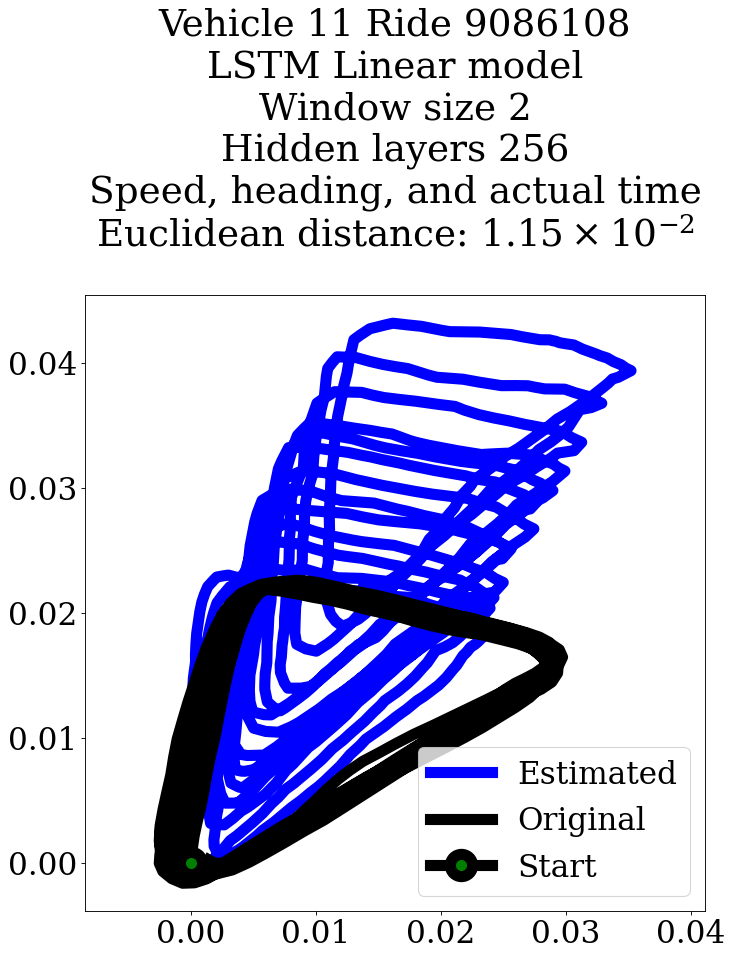 Vehicle 11 Ride 9086108
LSTM Linear model
Window size 2
Hidden layers 256
Speed, heading, and actual time
Euclidean distance: 1.15 × 10⁻²
0.04
0.03
0.02
0.01
0.00
Estimated
Original
Start
0.00 0.01 0.02 0.03 0.04